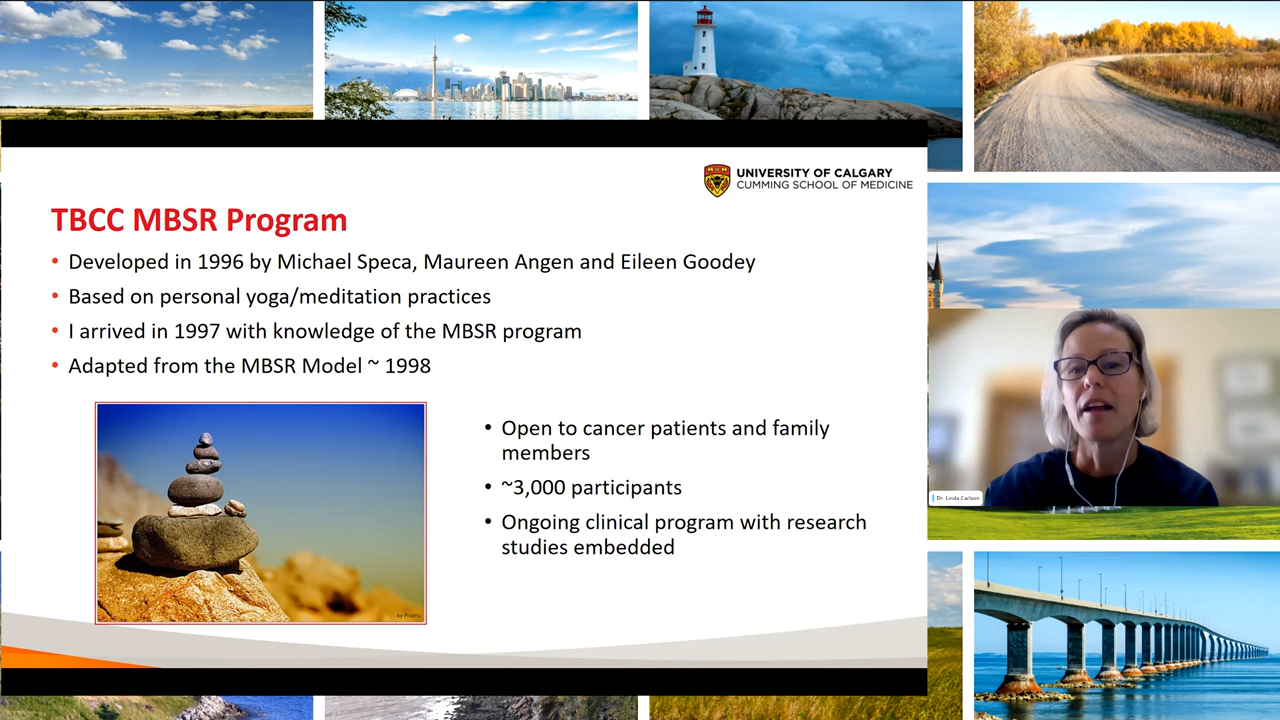 UNIVERSITY OF CALGARY
CUMMING SCHOOL OF MEDICINE
TBCC MBSR Program
• Developed in 1996 by Michael Speca, Maureen Angen and Eileen Goodey
• Based on personal yoga/meditation practices
• I arrived in 1997 with knowledge of the MBSR program
• Adapted from the MBSR Model ~ 1998
• Open to cancer patients and family
members
• ~3,000 participants
• Ongoing clinical program with research
studies embedded
by Prabhu
Dr. Linda Carlson